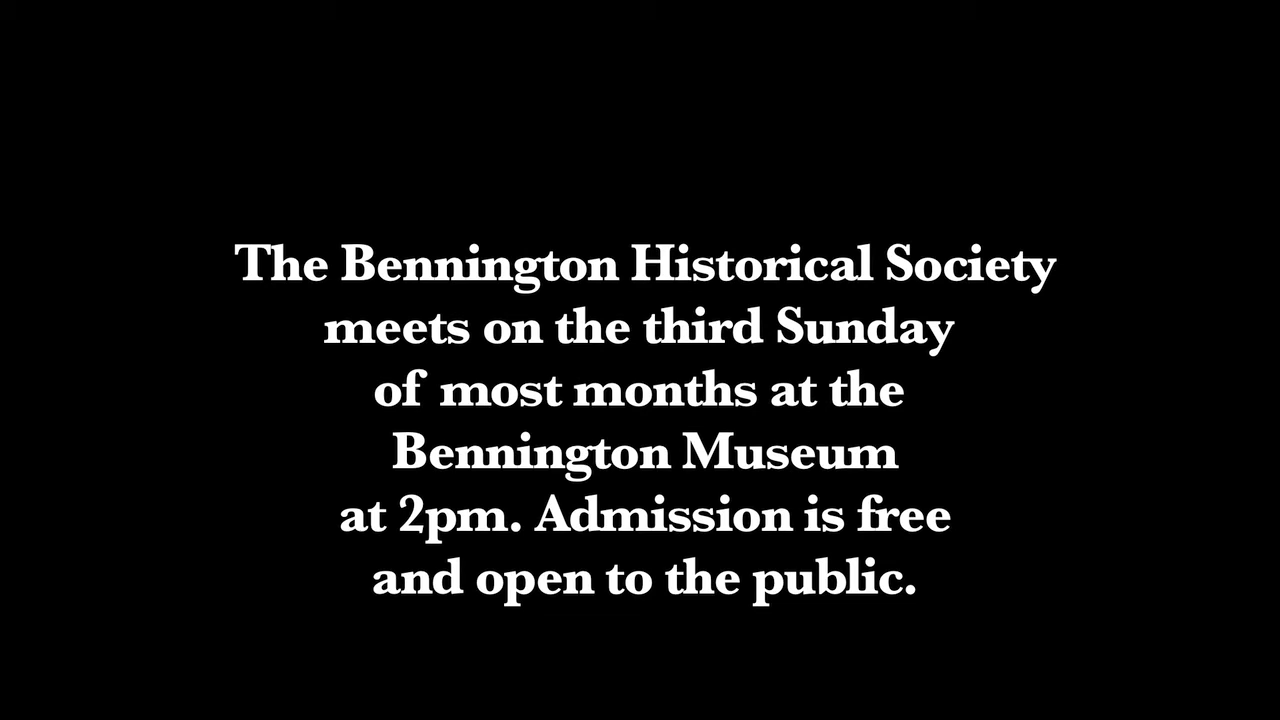 The Bennington Historical Society
meets on the third Sunday
of most months at the
Bennington Museum
at 2pm. Admission is free
and open to the public.